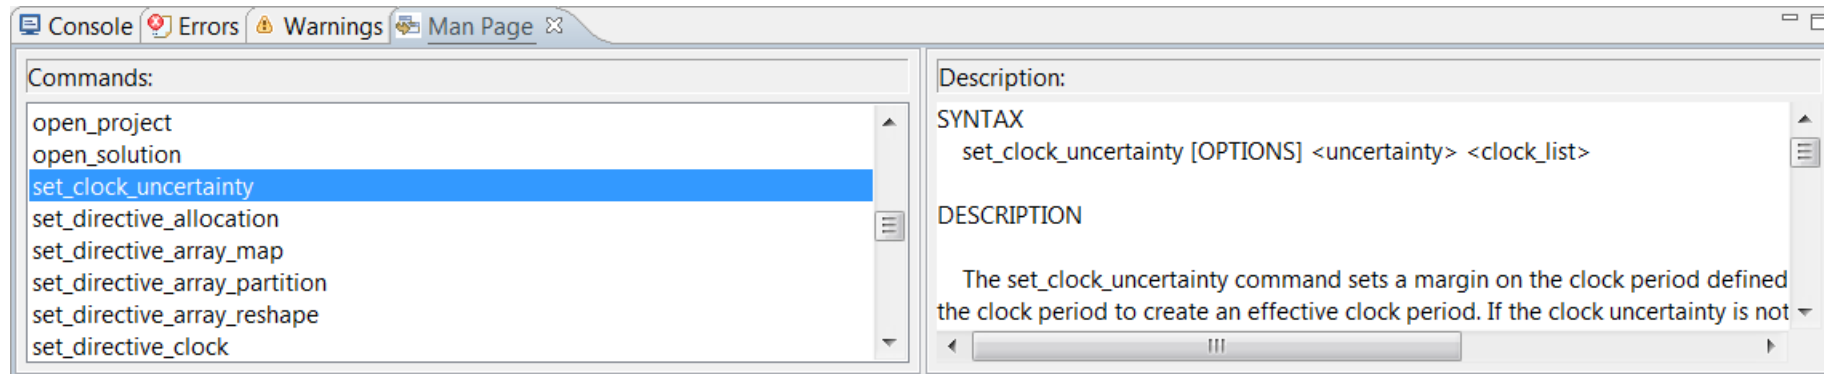 Console Errors Warnings Man Page
Commands:
open_project
open_solution
set_clock_uncertainty
set_directive_allocation
set_directive_array_map
set_directive_array_partition
set_directive_array_reshape
set_directive_clock
Description:
SYNTAX
set_clock_uncertainty [OPTIONS] <uncertainty> <clock_list>
DESCRIPTION
The set_clock_uncertainty command sets a margin on the clock period defined
the clock period to create an effective clock period. If the clock uncertainty is not